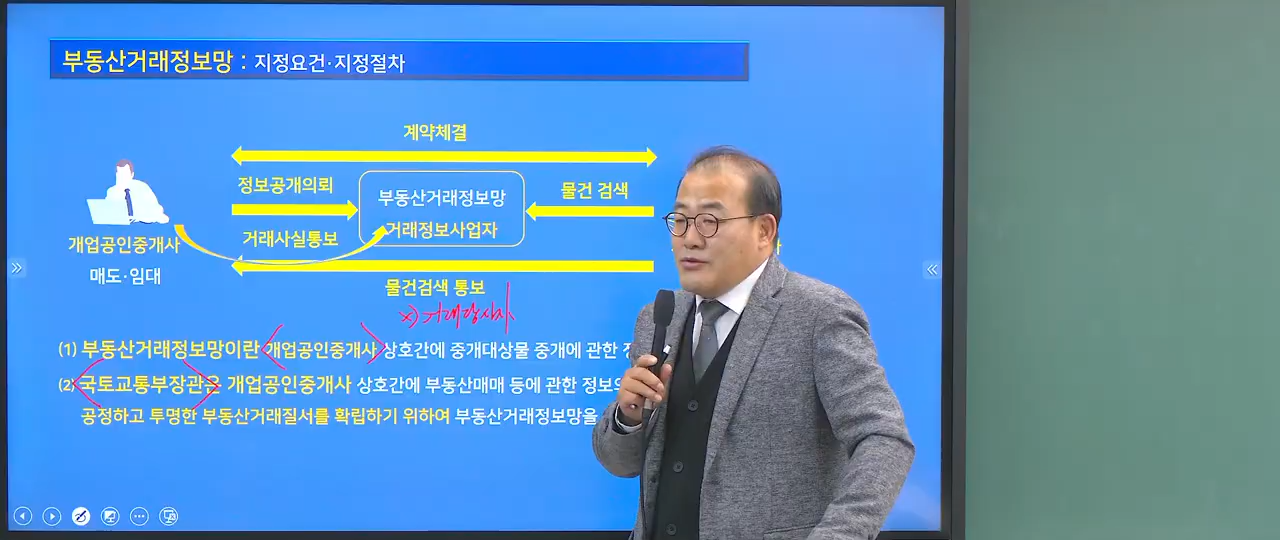 부동산거래정보망 : 지정요건·지정절차
계약체결
정보공개의뢰
부동산거래정보망
물건 검색
거래정보사업자
거래사실통보
개업공인중개사
매도·임대
물건검색 통보
x) 거래당사자
(1) 부동산거래정보망이란 개업공인중개사 상호간에 중개대상물 중개에 관한
(2) 국토교통부장관은 개업공인중개사 상호간에 부동산매매 등에 관한 정보의
공정하고 투명한 부동산거래질서를 확립하기 위하여 부동산거래정보망을